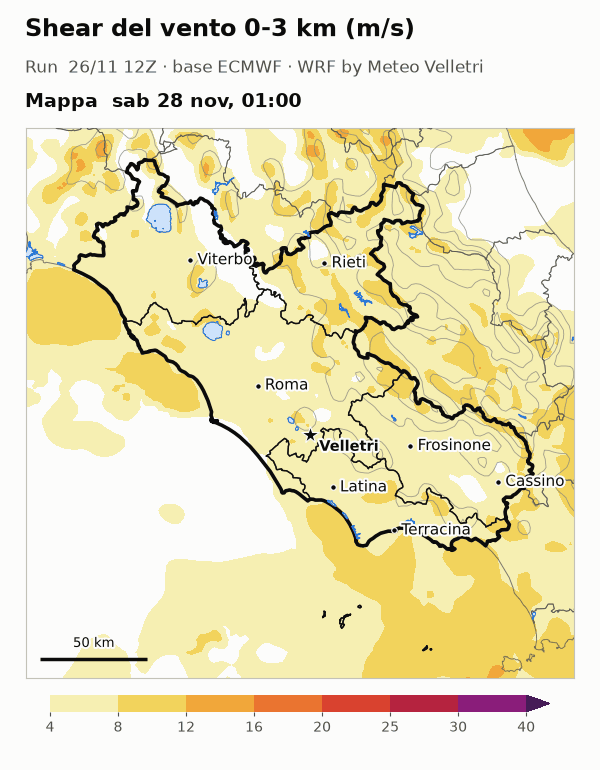 Shear del vento 0-3 km (m/s)
Run  26/11 12Z · base ECMWF · WRF by Meteo Velletri
Mappa  sab 28 nov, 01:00
Viterbo
Rieti
Roma
Velletri
Frosinone
Latina
Cassino
Terracina
50 km
4 8 12 16 20 25 30 40